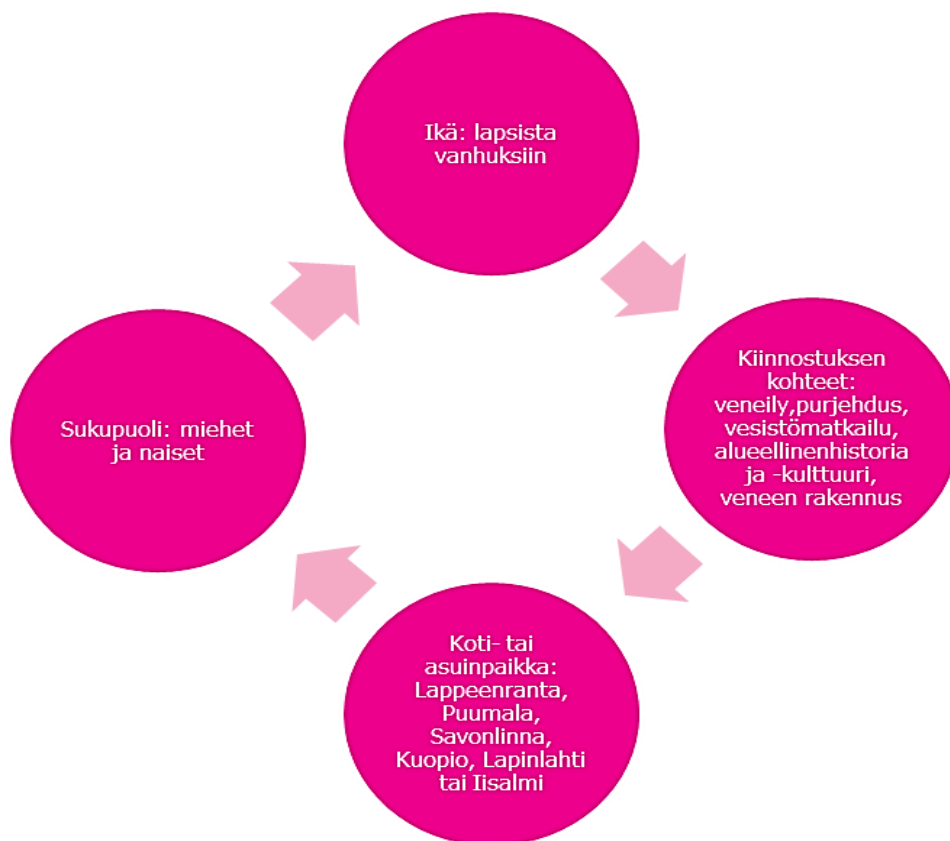 Ikä: lapsista
vanhuksiin
Kiinnostuksen
kohteet:
veneily,purjehdus,
vesistömatkailu,
alueellinenhistoria
ja -kulttuuri,
veneen rakennus
Koti- tai
asuinpaikka:
Lappeenranta,
Puumala,
Savonlinna,
Kuopio, Lapinlahti
tai Iisalmi
Sukupuoli: miehet
ja naiset